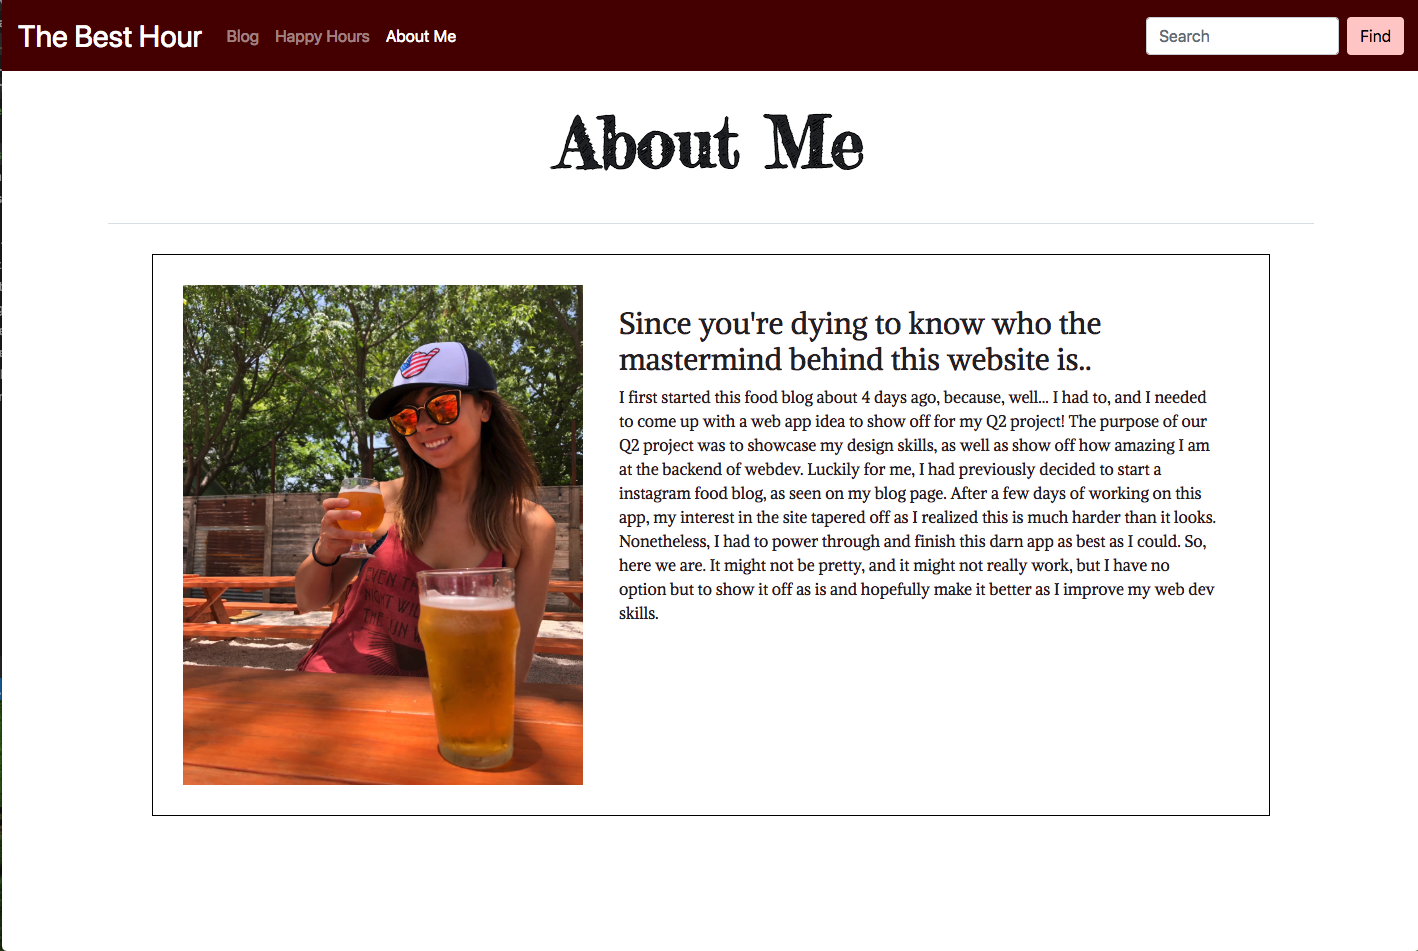 The Best Hour Blog Happy Hours About Me Search Find
About Me
Since you're dying to know who the
mastermind behind this website is..
I first started this food blog about 4 days ago, because, well... I had to, and I needed
to come up with a web app idea to show off for my Q2 project! The purpose of our
Q2 project was to showcase my design skills, as well as show off how amazing I am
at the backend of webdev. Luckily for me, I had previously decided to start a
instagram food blog, as seen on my blog page. After a few days of working on this
app, my interest in the site tapered off as I realized this is much harder than it looks.
Nonetheless, I had to power through and finish this darn app as best as I could. So,
here we are. It might not be pretty, and it might not really work, but I have no
option but to show it off as is and hopefully make it better as I improve my web dev
skills.
EVEN
NIGHT
THE SUN